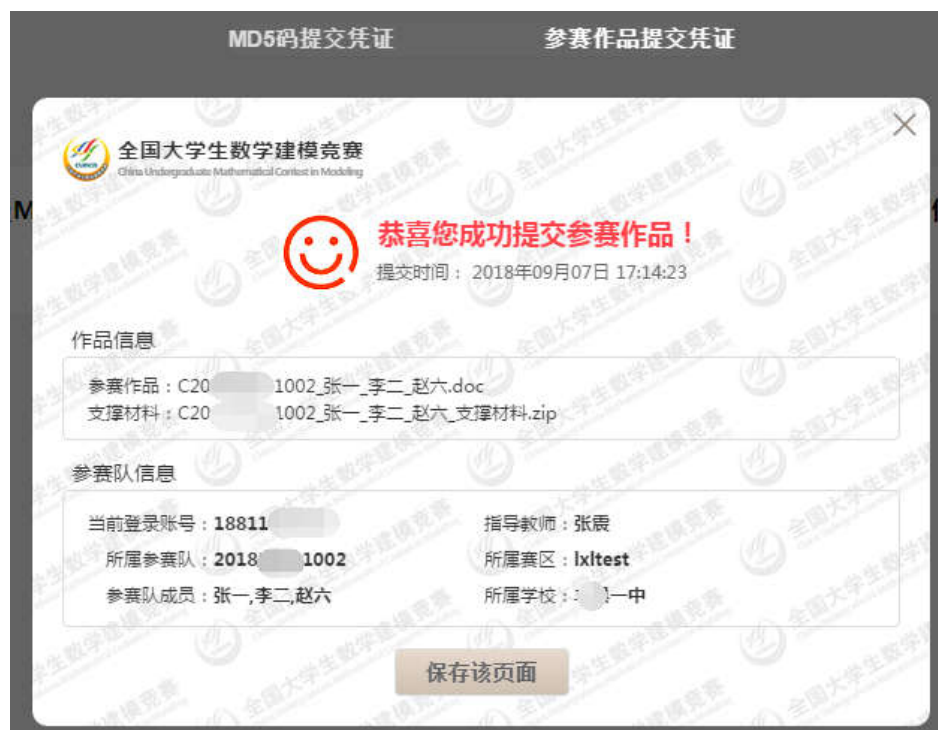 MD5码提交凭证 参赛作品提交凭证
全国大学生数学建模竞赛
China Undergraduate Mathematical Contest in Modeling
恭喜您成功提交参赛作品！
提交时间： 2018年09月07日 17:14:23
作品信息
参赛作品：C20 1002_张一_李二_赵六.doc
支撑材料：C20 1002_张一_李二_赵六_支撑材料.zip
参赛队信息
当前登录账号：18811 指导教师：张震
所属参赛队：2018 1002 所属赛区：lxltest
参赛队成员：张一,李二,赵六 所属学校： 一中
保存该页面